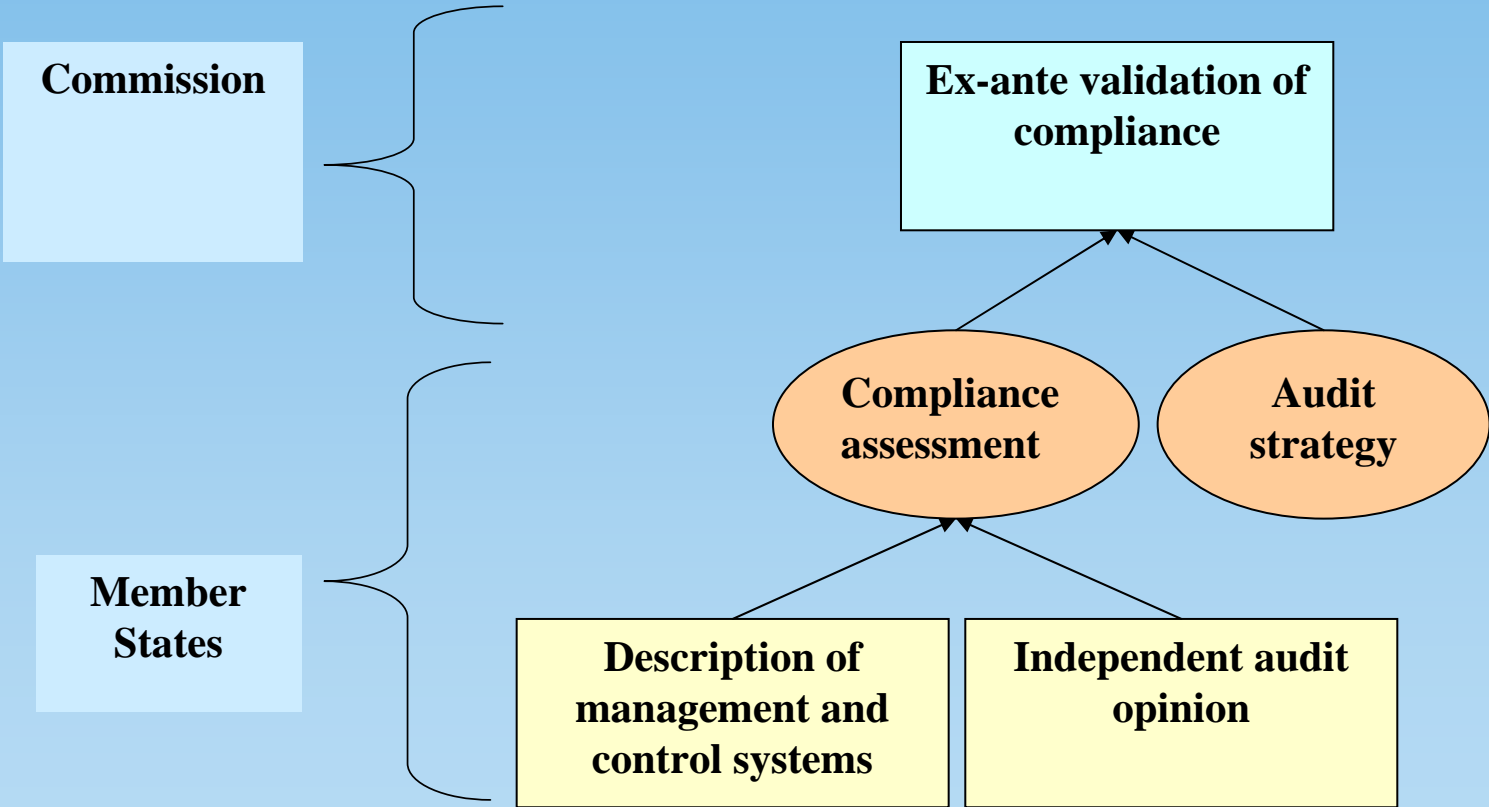 Commission
Ex-ante validation of
compliance
Compliance
assessment
Audit
strategy
Member
States
Description of
management and
control systems
Independent audit
opinion